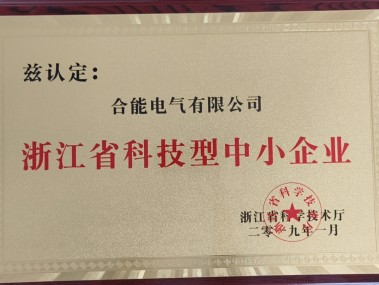 兹认定：
合能电气有限公司
浙江省科技型中小企业
浙江省科学技术厅
二零一九年一月